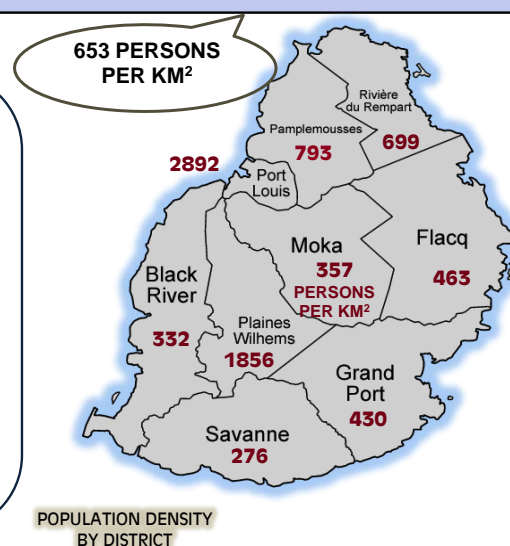 653 PERSONS
PER KM²
Rivière
du Rempart
699
Pamplemousses
793
2892
Port
Louis
Moka
357
PERSONS
PER KM²
Flacq
463
Black
River
332
Plaines
Wilhems
1856
Grand
Port
430
Savanne
276
POPULATION DENSITY
BY DISTRICT